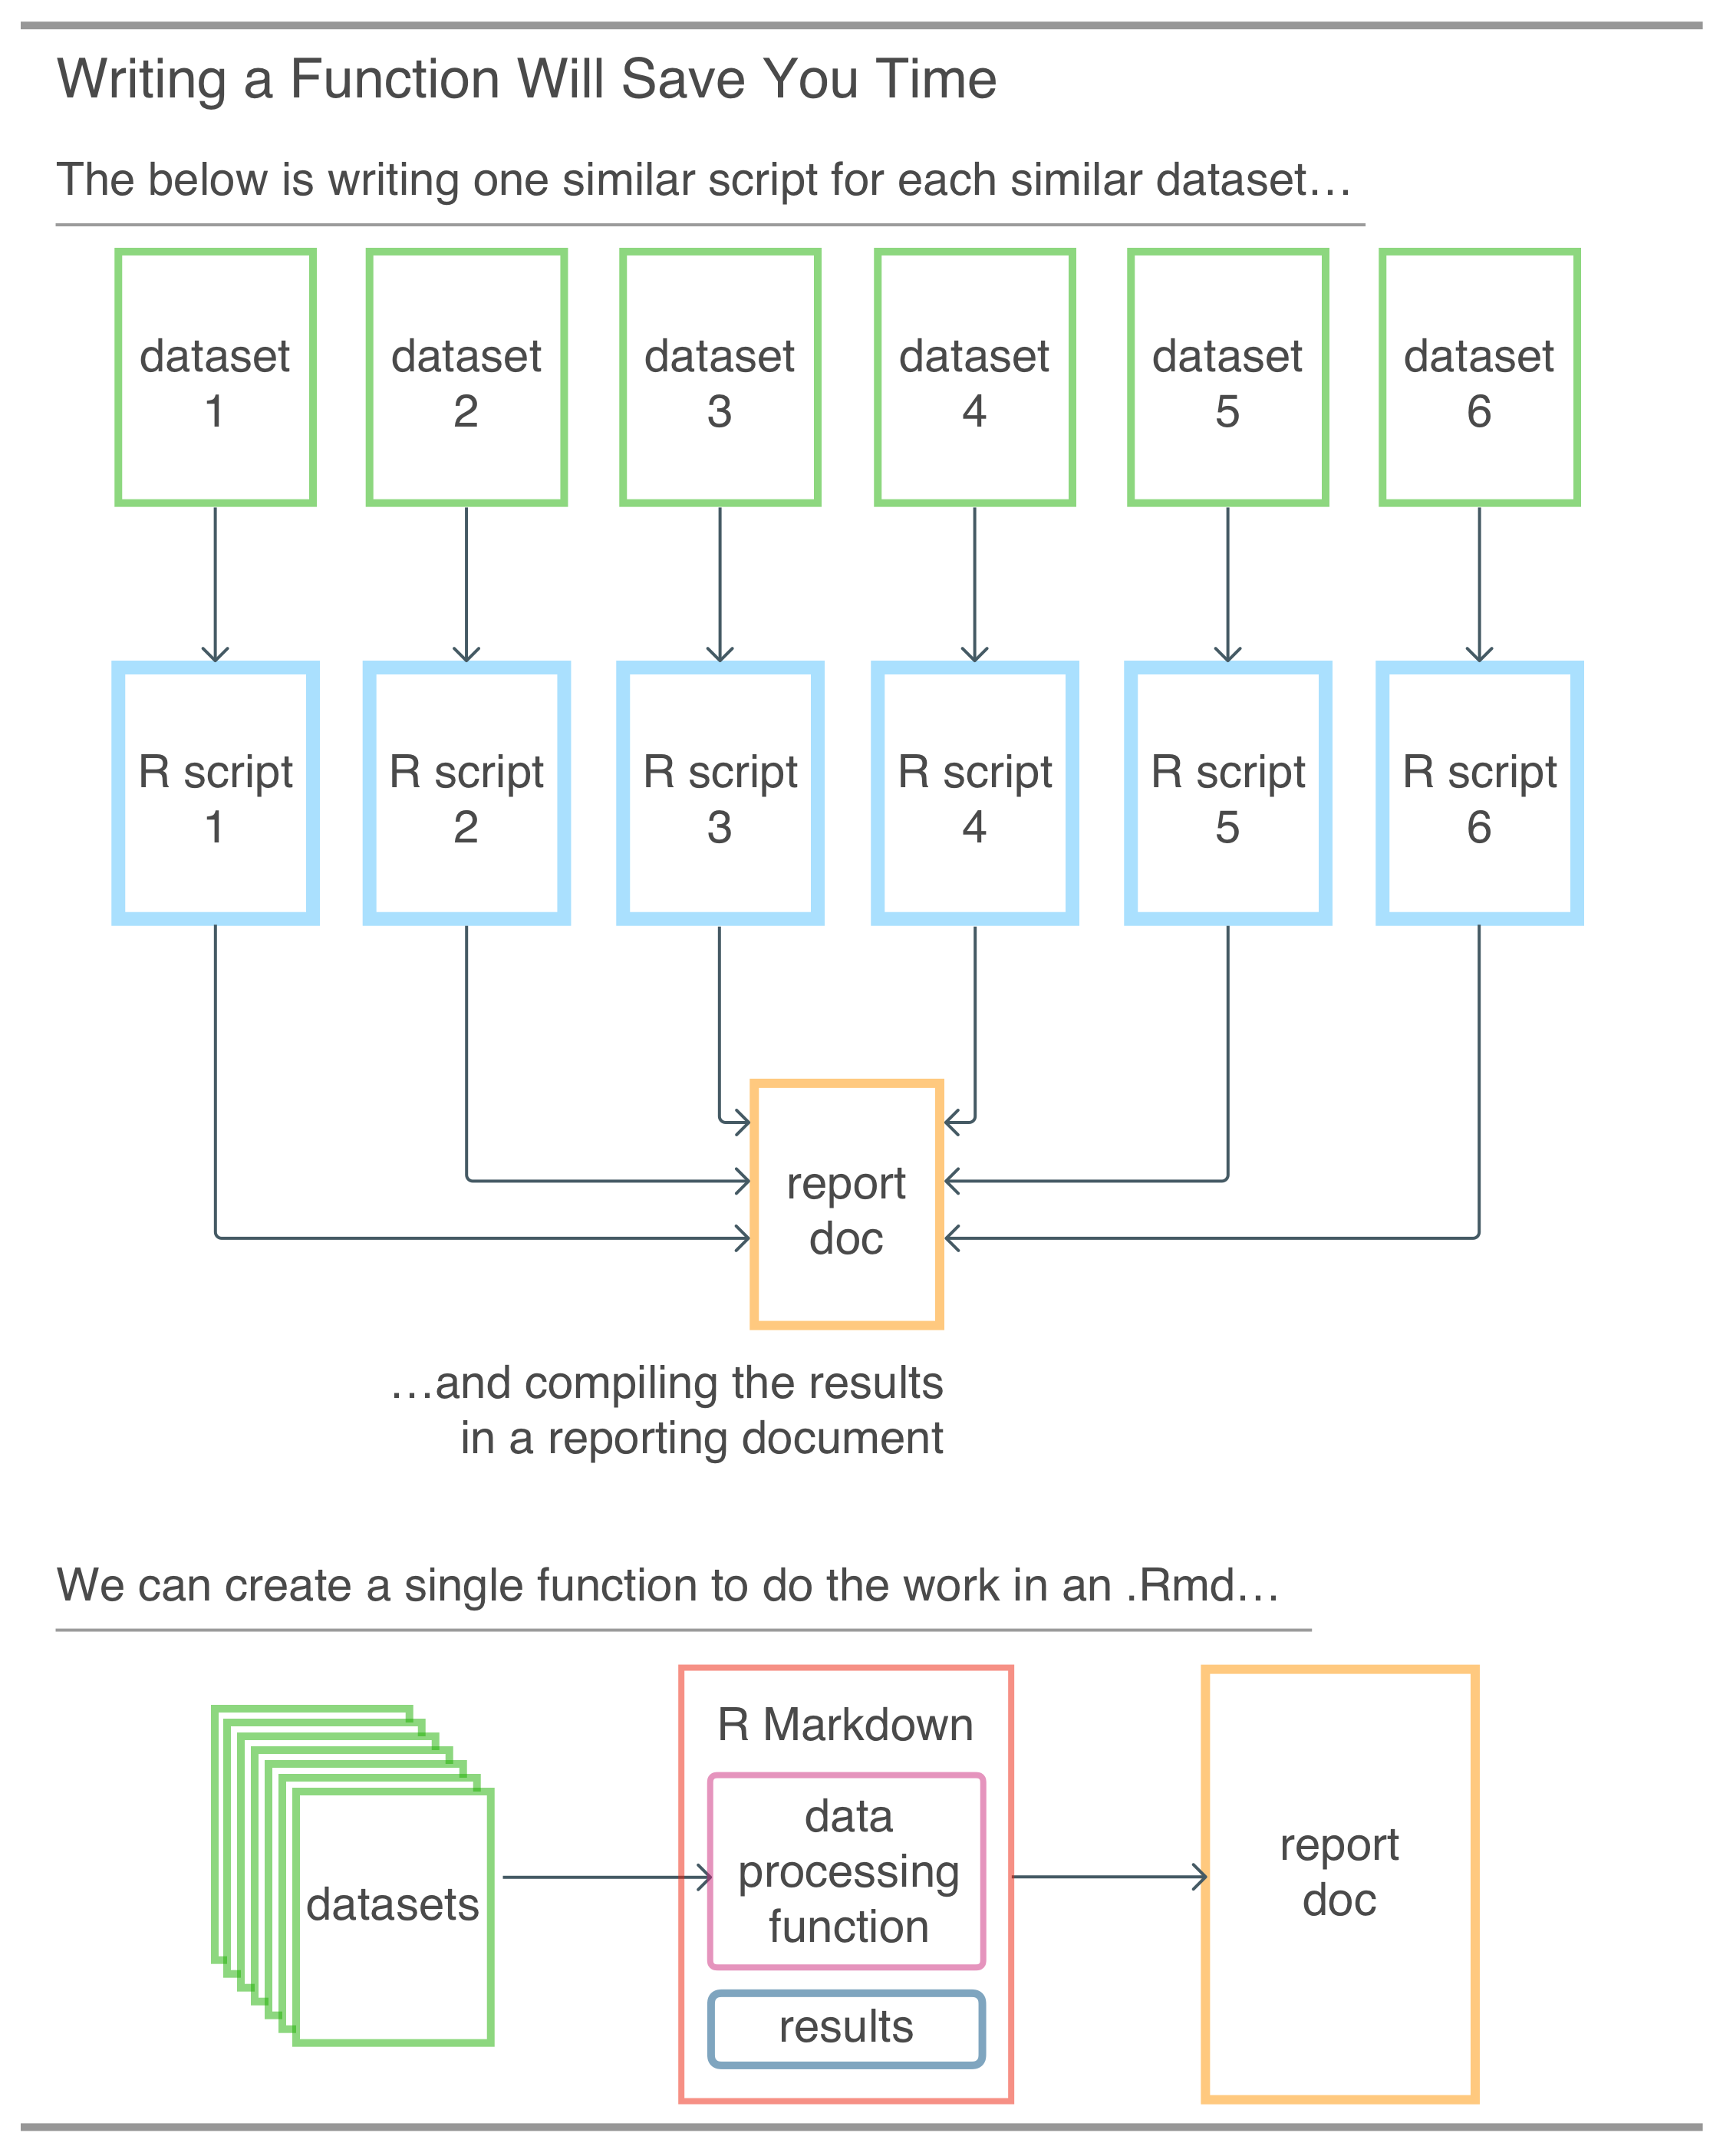 Writing a Function Will Save You Time
The below is writing one similar script for each similar dataset…
dataset
1
dataset
2
dataset
3
dataset
4
dataset
5
dataset
6
R script
1
R script
2
R script
3
R script
4
R script
5
R script
6
report
doc
…and compiling the results
in a reporting document
We can create a single function to do the work in an .Rmd…
datasets
R Markdown
data
processing
function
results
report
doc